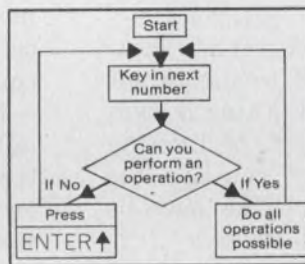 Start
Key in next
number
Can you
perform an
operation?
If No
If Yes
Press
ENTER↑
Do all
operations
possible